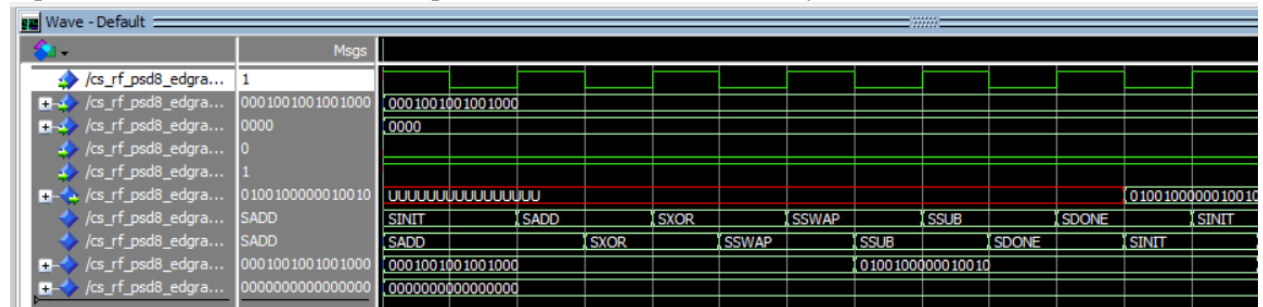 Wave - Default
Msgs
/cs_rf_psd8_edgra... 1
/cs_rf_psd8_edgra... 0001001001001000 0001001001001000
/cs_rf_psd8_edgra... 0000 0000
/cs_rf_psd8_edgra... 0
/cs_rf_psd8_edgra... 1
/cs_rf_psd8_edgra... 0100100000010010 UUUUUUUUUUUUUUUU 0100100000010010
/cs_rf_psd8_edgra... SADD SINIT SADD SXOR SSWAP SSUB SDONE SINIT
/cs_rf_psd8_edgra... SADD SADD SXOR SSWAP SSUB SDONE SINIT
/cs_rf_psd8_edgra... 0001001001001000 0001001001001000 0100100000010010
/cs_rf_psd8_edgra... 0000000000000000 0000000000000000